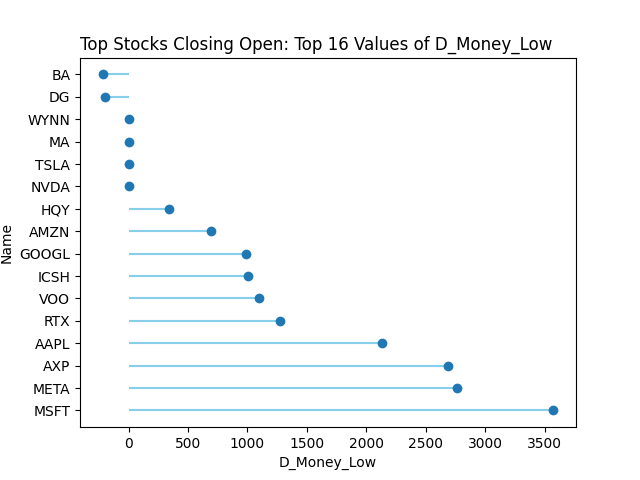 Top Stocks Closing Open: Top 16 Values of D_Money_Low
BA
DG
WYNN
MA
TSLA
NVDA
HQY
AMZN
GOOGL
ICSH
VOO
RTX
AAPL
AXP
META
MSFT
Name
0 500 1000 1500 2000 2500 3000 3500
D_Money_Low